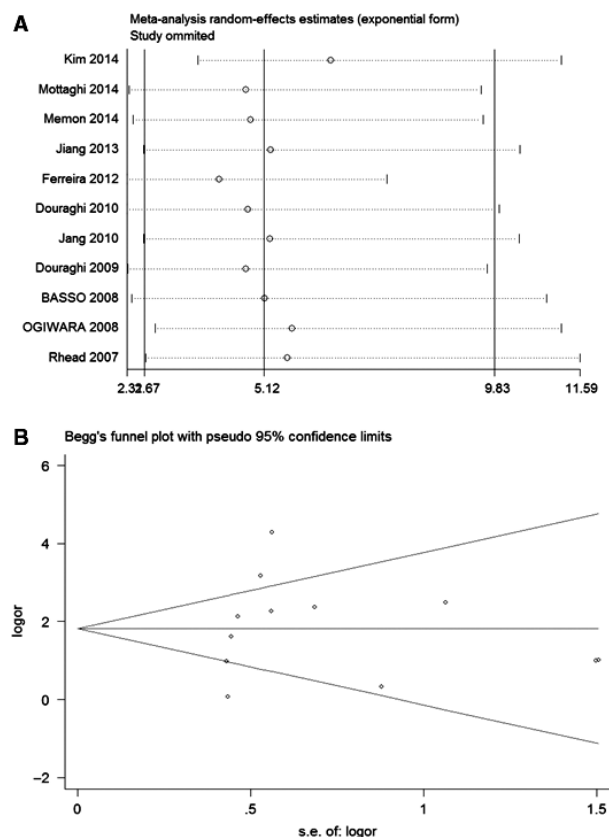 A
Meta-analysis random-effects estimates (exponential form)
Study ommited
Kim 2014
Mottaghi 2014
Memon 2014
Jiang 2013
Ferreira 2012
Douraghi 2010
Jang 2010
Douraghi 2009
BASSO 2008
OGIWARA 2008
Rhead 2007
5.12 9.83 11.59
B
Begg's funnel plot with pseudo 95% confidence limits
6
4
2
0
−2
logor
0 .5 1 1.5
s.e. of: logor